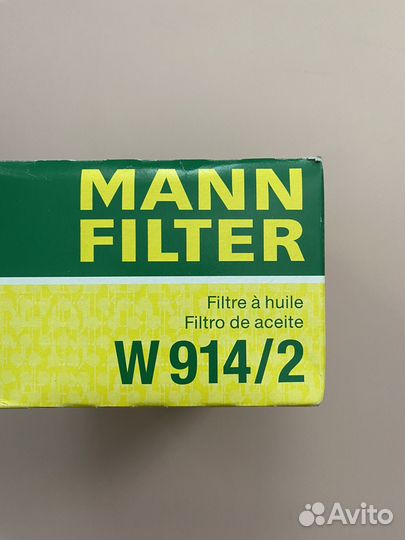 MANN
FILTER
Filtre à huile
Filtro de aceite
W 914/2
Avito